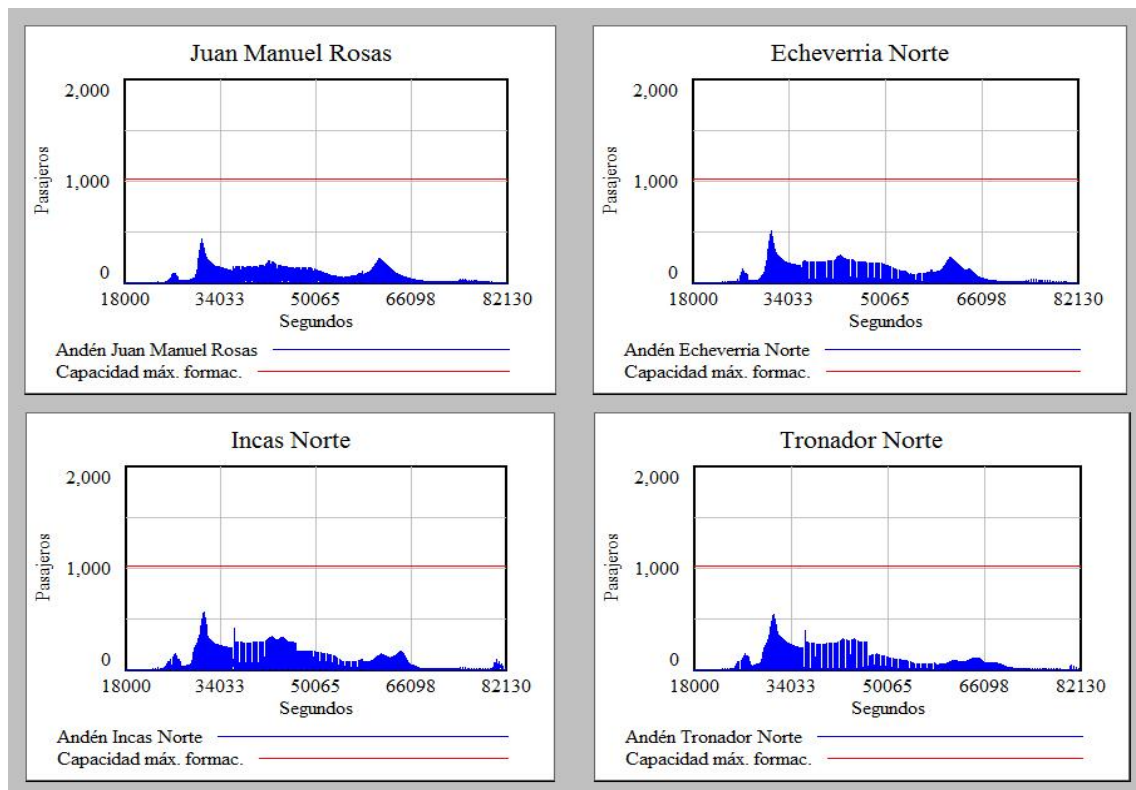 Juan Manuel Rosas
2,000
Pasajeros
1,000
0
18000 34033 50065 66098 82130
Segundos
Andén Juan Manuel Rosas
Capacidad máx. formac.
Echeverria Norte
2,000
Pasajeros
1,000
0
18000 34033 50065 66098 82130
Segundos
Andén Echeverria Norte
Capacidad máx. formac.
Incas Norte
2,000
Pasajeros
1,000
0
18000 34033 50065 66098 82130
Segundos
Andén Incas Norte
Capacidad máx. formac.
Tronador Norte
2,000
Pasajeros
1,000
0
18000 34033 50065 66098 82130
Segundos
Andén Tronador Norte
Capacidad máx. formac.